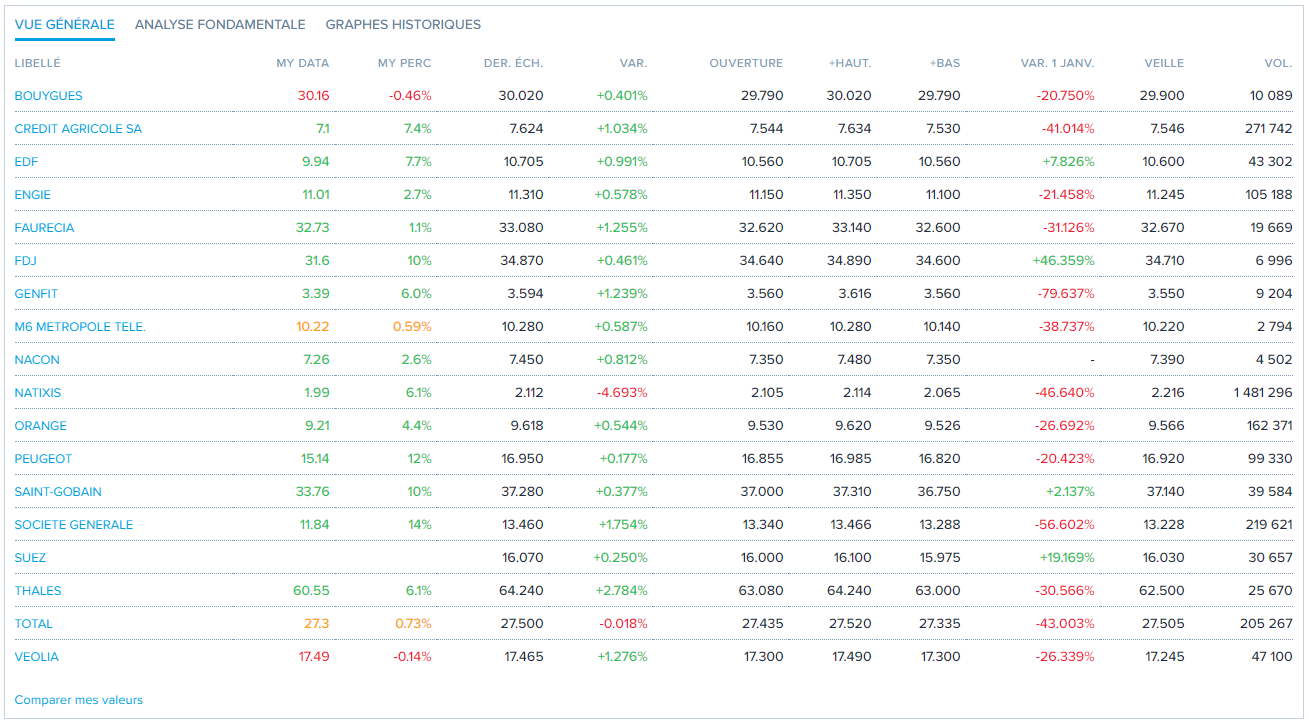 VUE GÉNÉRALE ANALYSE FONDAMENTALE GRAPHES HISTORIQUES
LIBELLÉ MY DATA MY PERC DER. ÉCH. VAR. OUVERTURE +HAUT. +BAS VAR. 1 JANV. VEILLE VOL.
BOUYGUES 30.16 -0.46% 30.020 +0.401% 29.790 30.020 29.790 -20.750% 29.900 10 089
CREDIT AGRICOLE SA 7.1 7.4% 7.624 +1.034% 7.544 7.634 7.530 -41.014% 7.546 271 742
EDF 9.94 7.7% 10.705 +0.991% 10.560 10.705 10.560 +7.826% 10.600 43 302
ENGIE 11.01 2.7% 11.310 +0.578% 11.150 11.350 11.100 -21.458% 11.245 105 188
FAURECIA 32.73 1.1% 33.080 +1.255% 32.620 33.140 32.600 -31.126% 32.670 19 669
FDJ 31.6 10% 34.870 +0.461% 34.640 34.890 34.600 +46.359% 34.710 6 996
GENFIT 3.39 6.0% 3.594 +1.239% 3.560 3.616 3.560 -79.637% 3.550 9 204
M6 METROPOLE TELE. 10.22 0.59% 10.280 +0.587% 10.160 10.280 10.140 -38.737% 10.220 2 794
NACON 7.26 2.6% 7.450 +0.812% 7.350 7.480 7.350 - 7.390 4 502
NATIXIS 1.99 6.1% 2.112 -4.693% 2.105 2.114 2.065 -46.640% 2.216 1 481 296
ORANGE 9.21 4.4% 9.618 +0.544% 9.530 9.620 9.526 -26.692% 9.566 162 371
PEUGEOT 15.14 12% 16.950 +0.177% 16.855 16.985 16.820 -20.423% 16.920 99 330
SAINT-GOBAIN 33.76 10% 37.280 +0.377% 37.000 37.310 36.750 +2.137% 37.140 39 584
SOCIETE GENERALE 11.84 14% 13.460 +1.754% 13.340 13.466 13.288 -56.602% 13.228 219 621
SUEZ 16.070 +0.250% 16.000 16.100 15.975 +19.169% 16.030 30 657
THALES 60.55 6.1% 64.240 +2.784% 63.080 64.240 63.000 -30.566% 62.500 25 670
TOTAL 27.3 0.73% 27.500 -0.018% 27.435 27.520 27.335 -43.003% 27.505 205 267
VEOLIA 17.49 -0.14% 17.465 +1.276% 17.300 17.490 17.300 -26.339% 17.245 47 100
Comparer mes valeurs